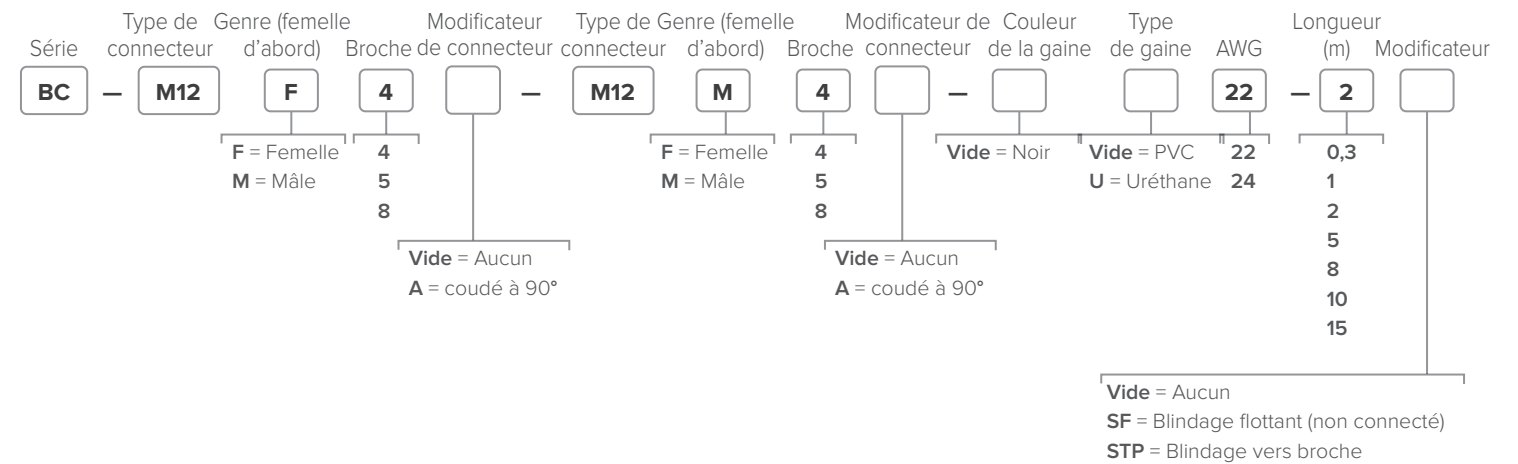 Type de Genre (femelle Modificateur Type de Genre (femelle Modificateur de Couleur Type Longueur
Série connecteur d'abord) Broche de connecteur connecteur d'abord) Broche connecteur de la gaine de gaine AWG (m) Modificateur
BC — M12 F 4 — M12 M 4 — 22 — 2
F = Femelle 4 F = Femelle 4 Vide = Noir Vide = PVC 22 0,3
M = Mâle 5 M = Mâle 5 U = Uréthane 24 1
8 8 2
5
Vide = Aucun Vide = Aucun
8
A = coudé à 90° A = coudé à 90°
10
15
Vide = Aucun
SF = Blindage flottant (non connecté)
STP = Blindage vers broche